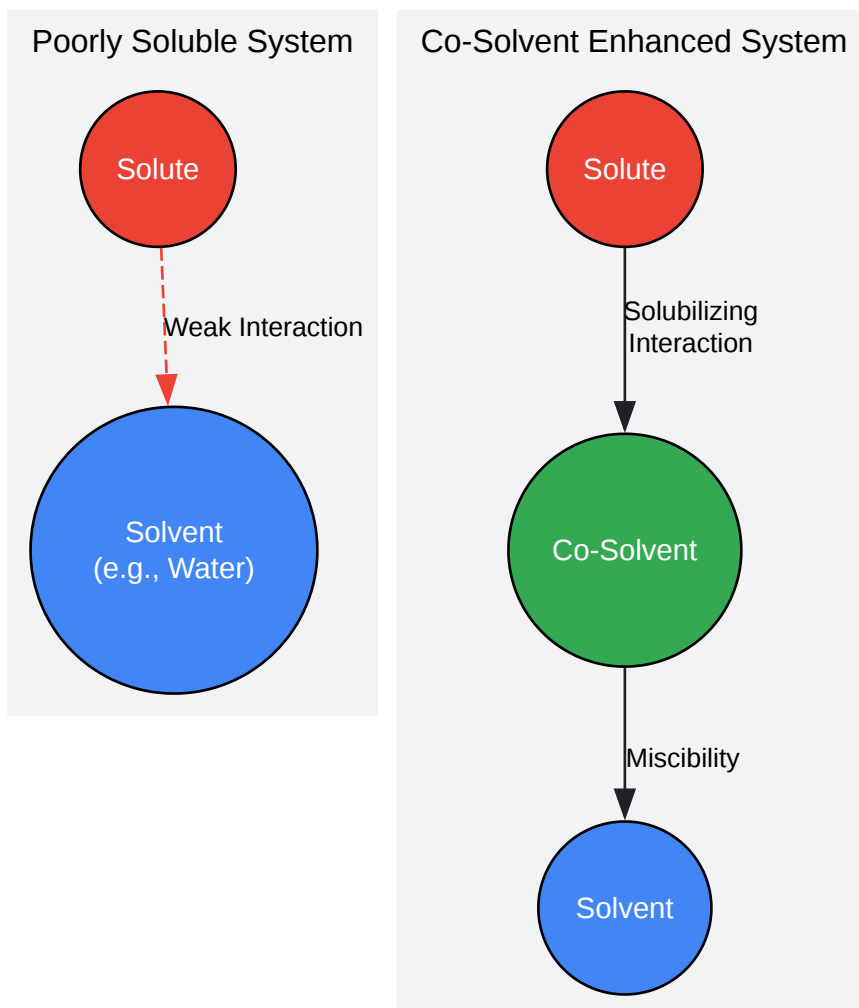 Poorly Soluble System
Solute
Weak Interaction
Solvent
(e.g., Water)
Co-Solvent Enhanced System
Solute
Solubilizing
Interaction
Co-Solvent
Miscibility
Solvent